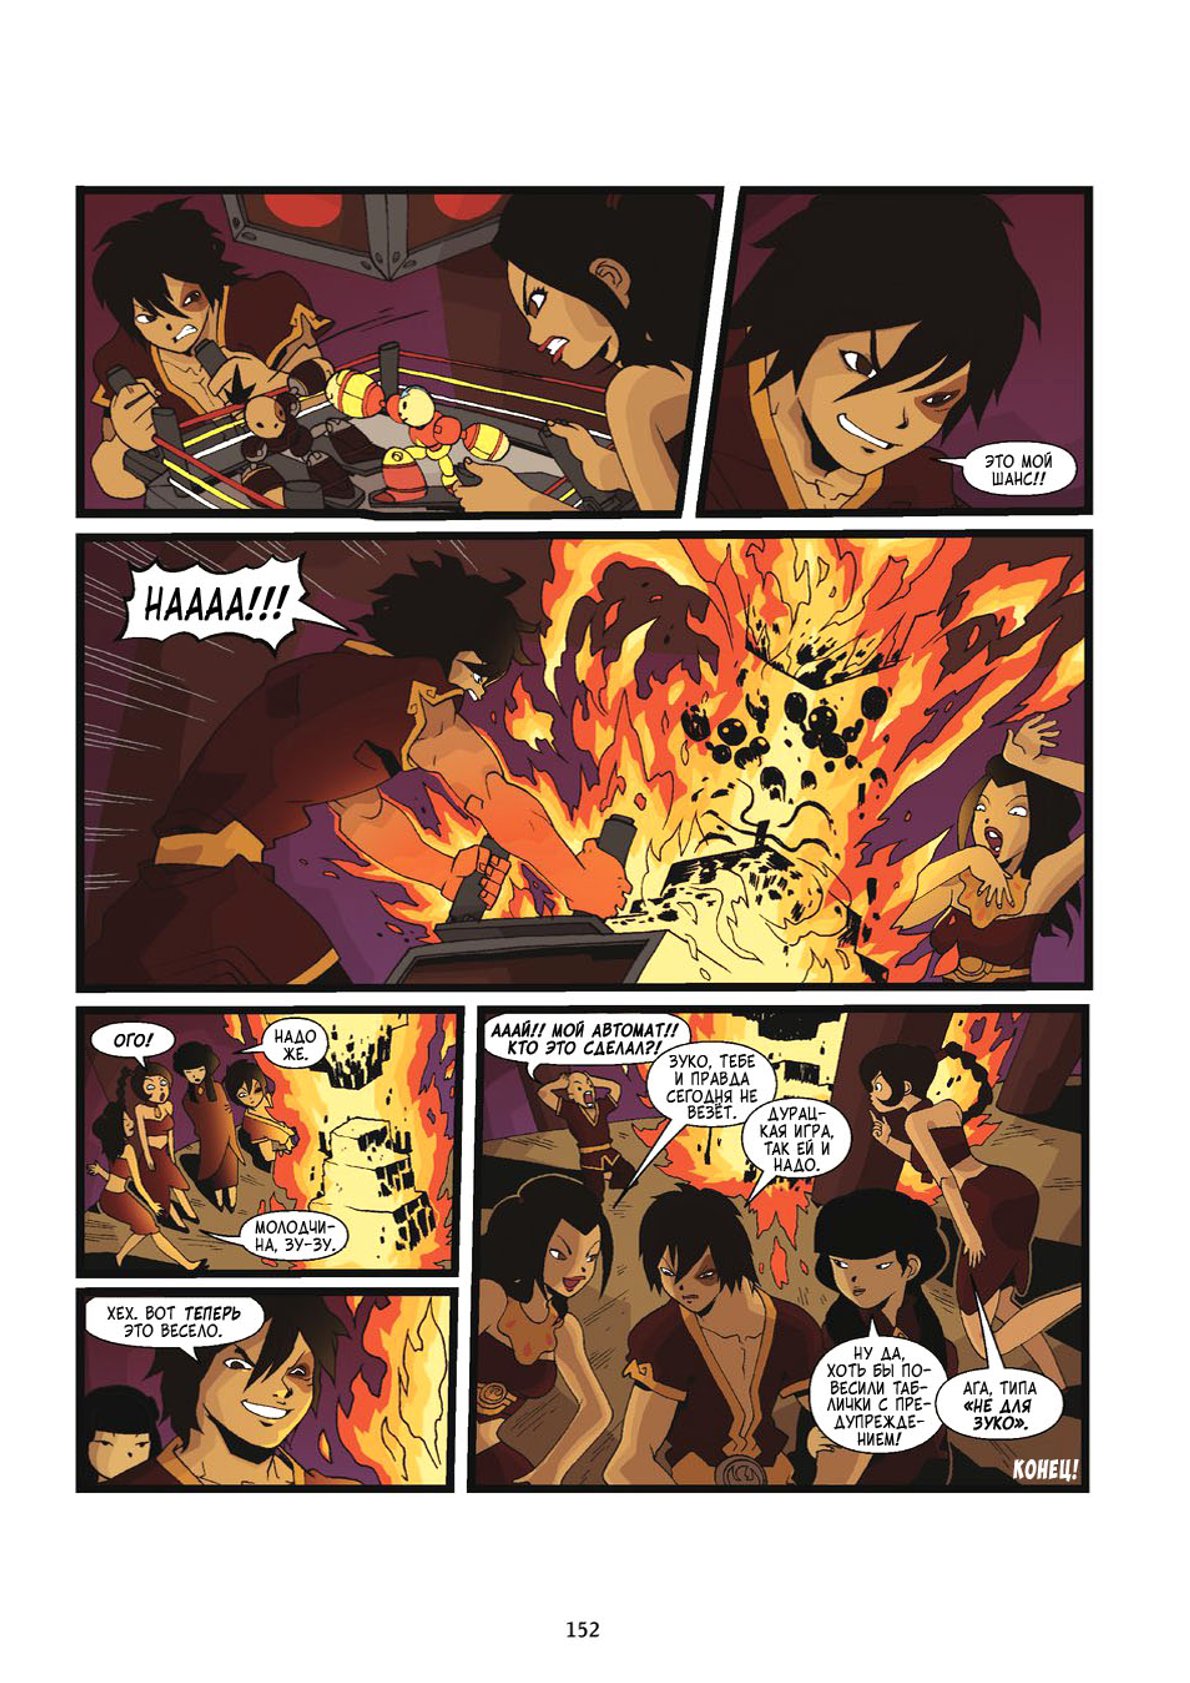 ЭТО МОЙ
ШАНС!!
НАААА!!!
ОГО!
НАДО
ЖЕ.
МОЛОДЧИ-
НА, ЗУ-ЗУ.
ХЕХ. ВОТ ТЕПЕРЬ
ЭТО ВЕСЕЛО.
АААЙ!! МОЙ АВТОМАТ!!
КТО ЭТО СДЕЛАЛ?!
ЗУКО, ТЕБЕ
И ПРАВДА
СЕГОДНЯ НЕ
ВЕЗЁТ.
ДУРАЦ-
КАЯ ИГРА,
ТАК ЕЙ И
НАДО.
НУ ДА,
ХОТЬ БЫ ПО-
ВЕСИЛИ ТАБ-
ЛИЧКИ С ПРЕ-
ДУПРЕЖДЕ-
НИЕМ!
АГА, ТИПА
«НЕ ДЛЯ
ЗУКО».
КОНЕЦ!
152